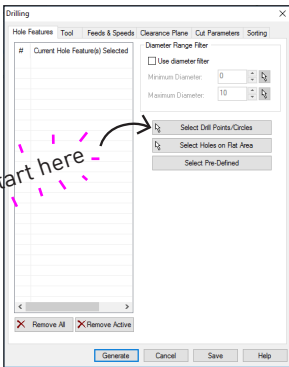 Drilling
Hole Features Tool Feeds & Speeds Clearance Plane Cut Parameters Sorting
# Current Hole Feature(s) Selected
Diameter Range Filter
Use diameter filter
Minimum Diameter: 0
Maximum Diameter: 10
Select Drill Points/Circles
Select Holes on Flat Area
Select Pre-Defined
tart here
Remove All Remove Active
Generate Cancel Save Help